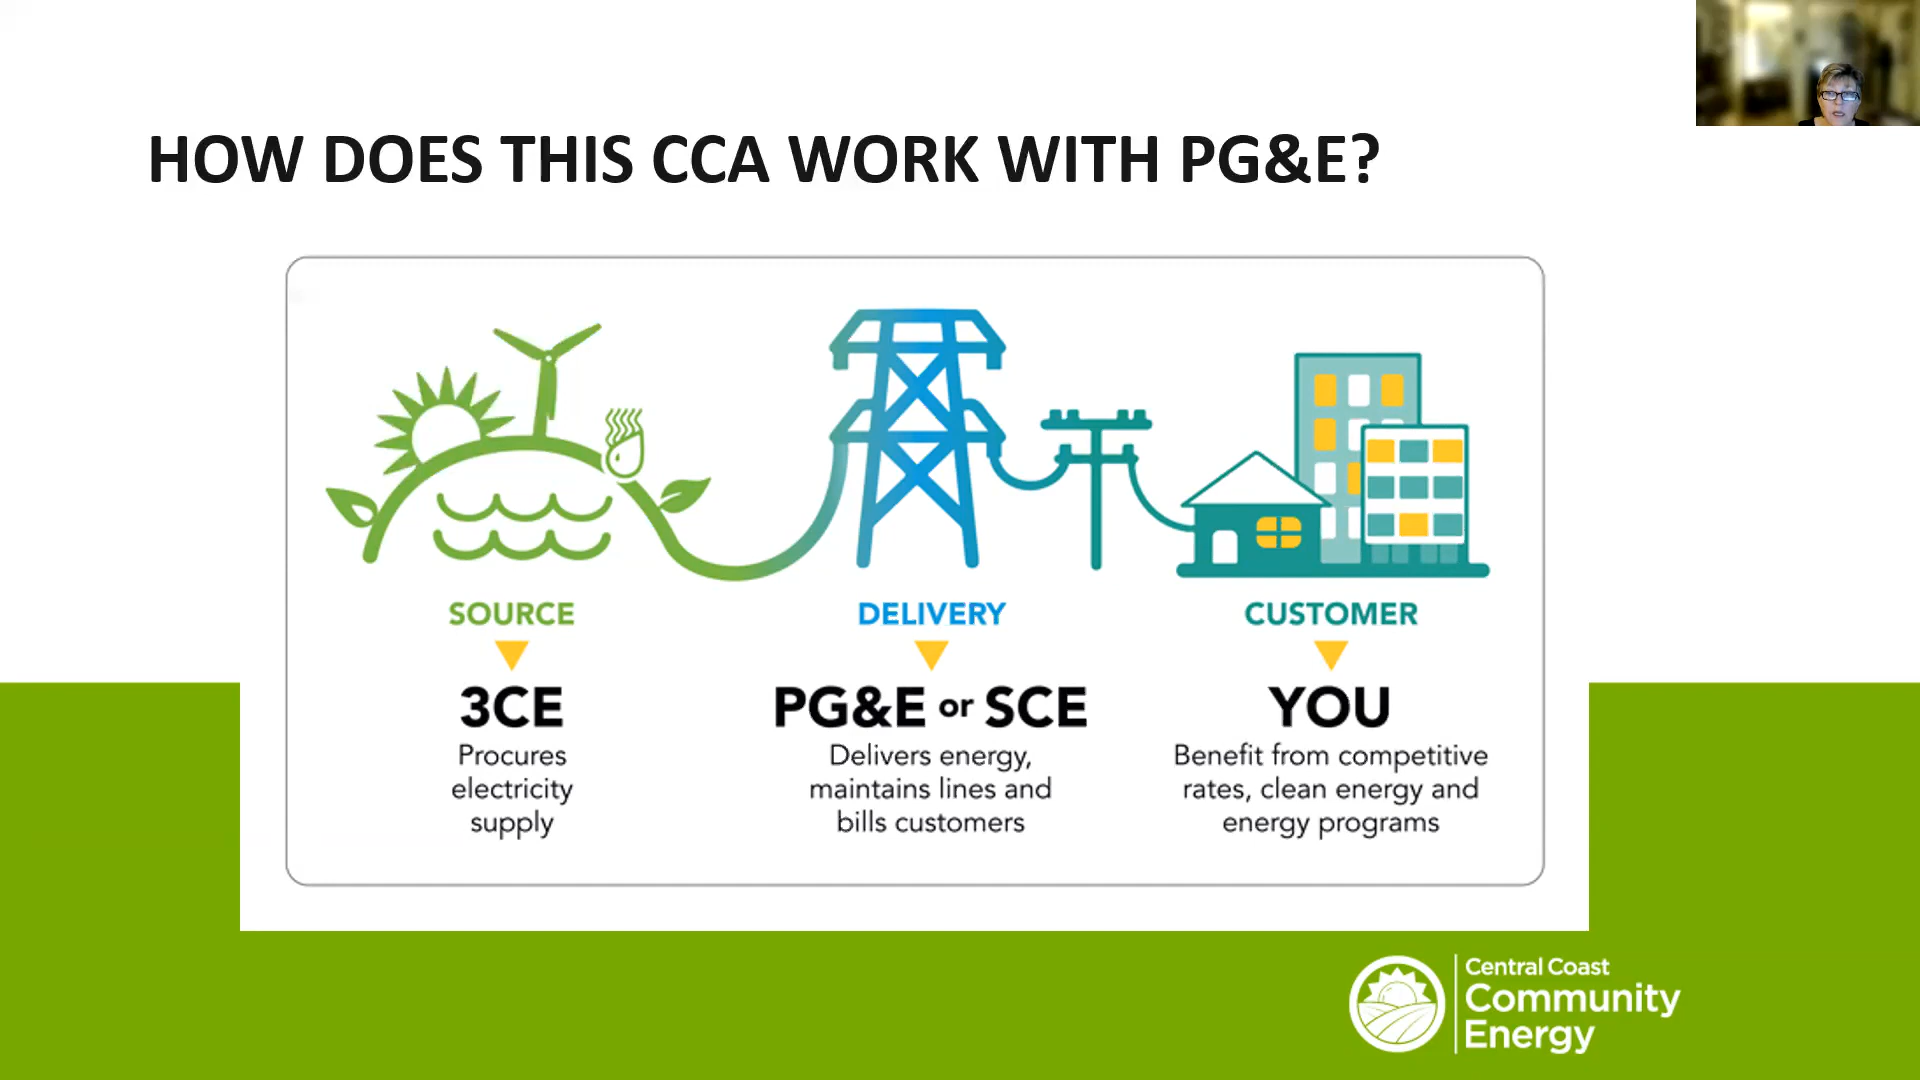 HOW DOES THIS CCA WORK WITH PG&E?
SOURCE
3CE
Procures
electricity
supply
DELIVERY
PG&E or SCE
Delivers energy,
maintains lines and
bills customers
CUSTOMER
YOU
Benefit from competitive
rates, clean energy and
energy programs
Central Coast
Community
Energy